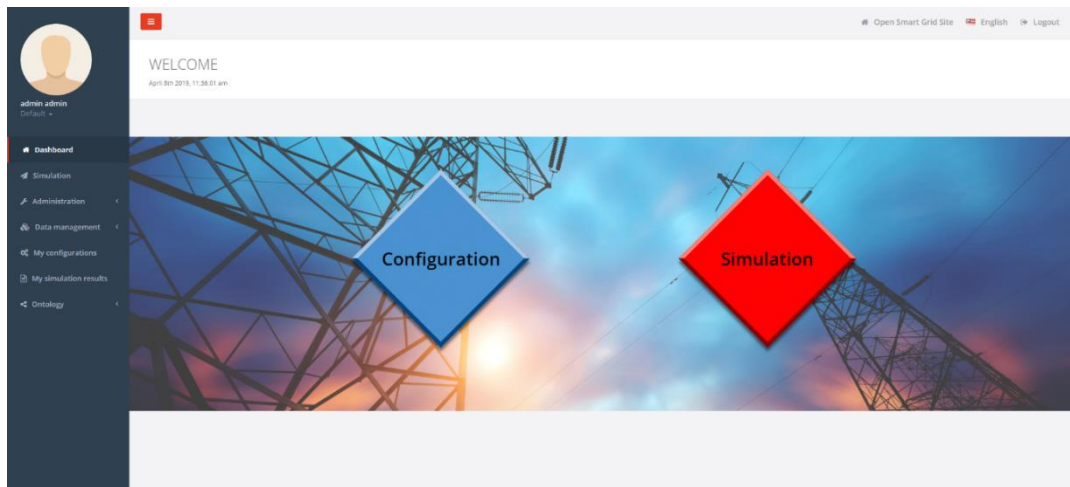 Open Smart Grid Site English Logout
WELCOME
April 8th 2019, 11:36:01 am
admin admin
Default
Dashboard
Simulation
Administration
Data management
My configurations
My simulation results
Ontology
Configuration
Simulation